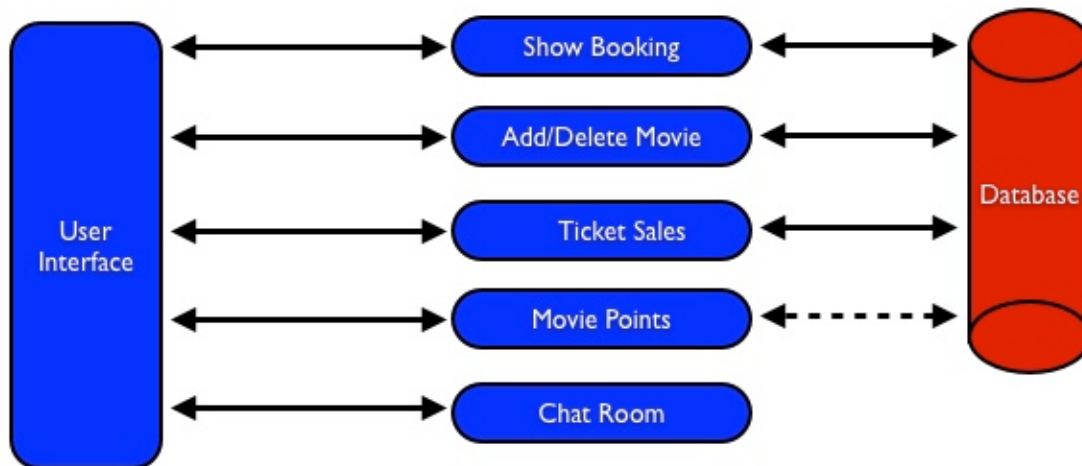 Show Booking
Add/Delete Movie
Database
User
Interface
Ticket Sales
Movie Points
Chat Room